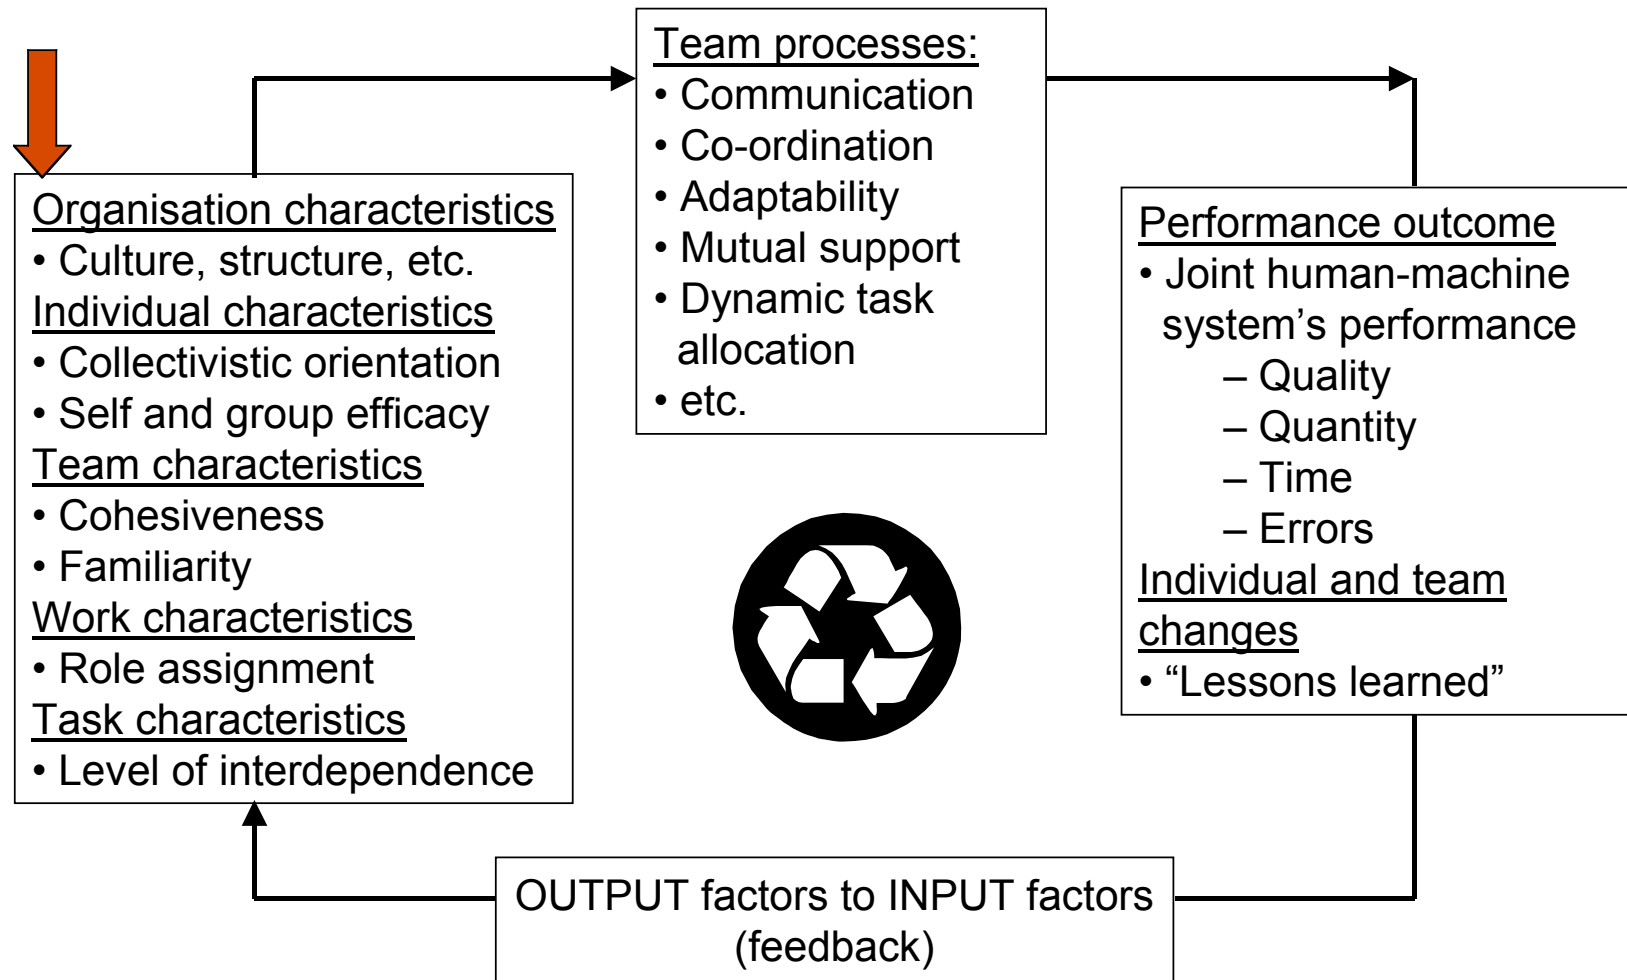 Organisation characteristics
• Culture, structure, etc.
Individual characteristics
• Collectivistic orientation
• Self and group efficacy
Team characteristics
• Cohesiveness
• Familiarity
Work characteristics
• Role assignment
Task characteristics
• Level of interdependence
Team processes:
• Communication
• Co-ordination
• Adaptability
• Mutual support
• Dynamic task
allocation
• etc.
Performance outcome
• Joint human-machine
system’s performance
– Quality
– Quantity
– Time
– Errors
Individual and team
changes
• “Lessons learned”
OUTPUT factors to INPUT factors
(feedback)